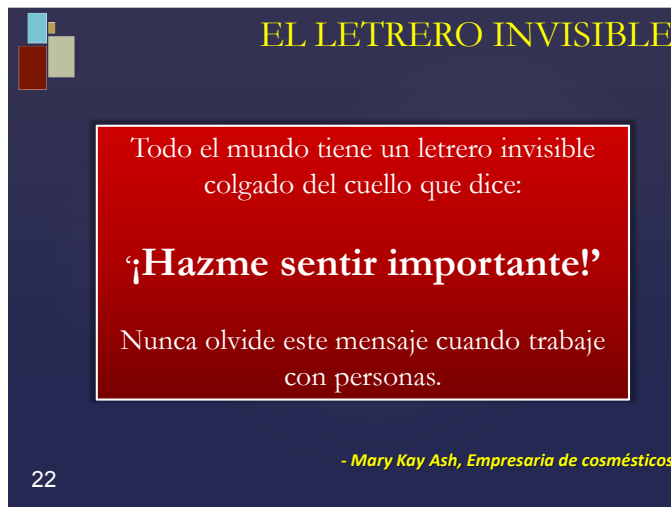 EL LETRERO INVISIBLE
Todo el mundo tiene un letrero invisible
colgado del cuello que dice:
‘¡Hazme sentir importante!’
Nunca olvide este mensaje cuando trabaje
con personas.
- Mary Kay Ash, Empresaria de cosmésticos
22